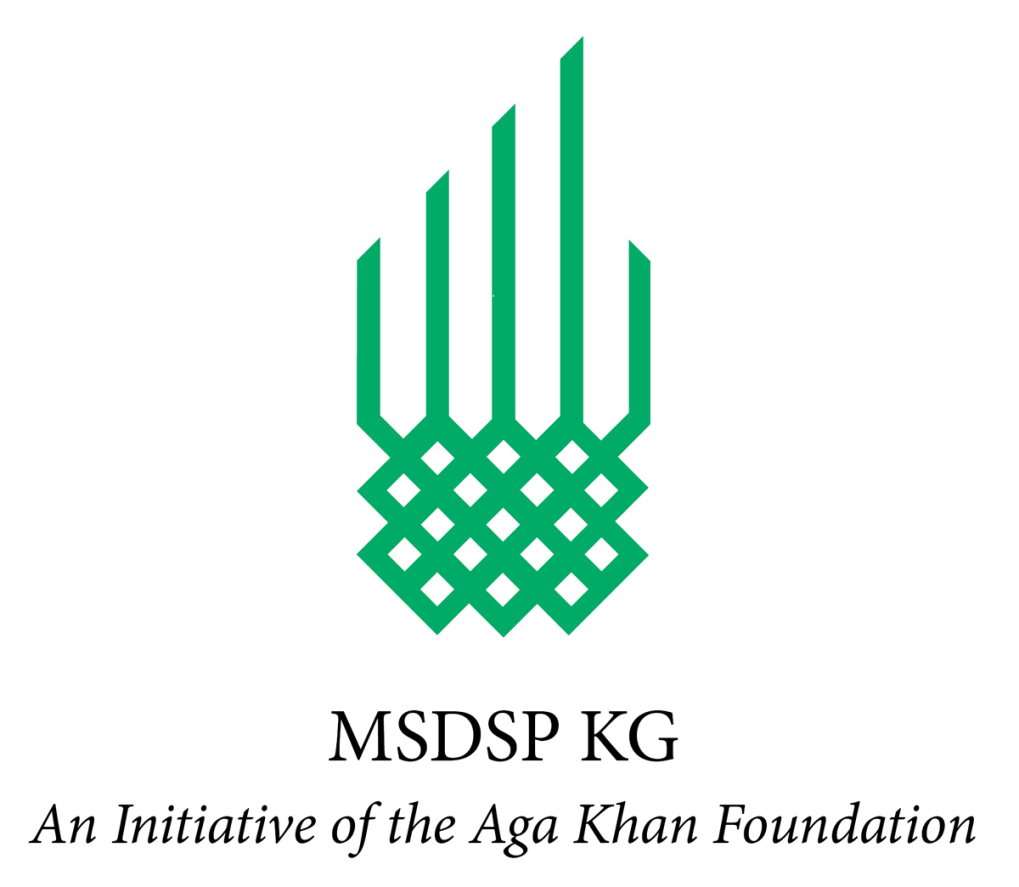 MSDSP KG
An Initiative of the Aga Khan Foundation